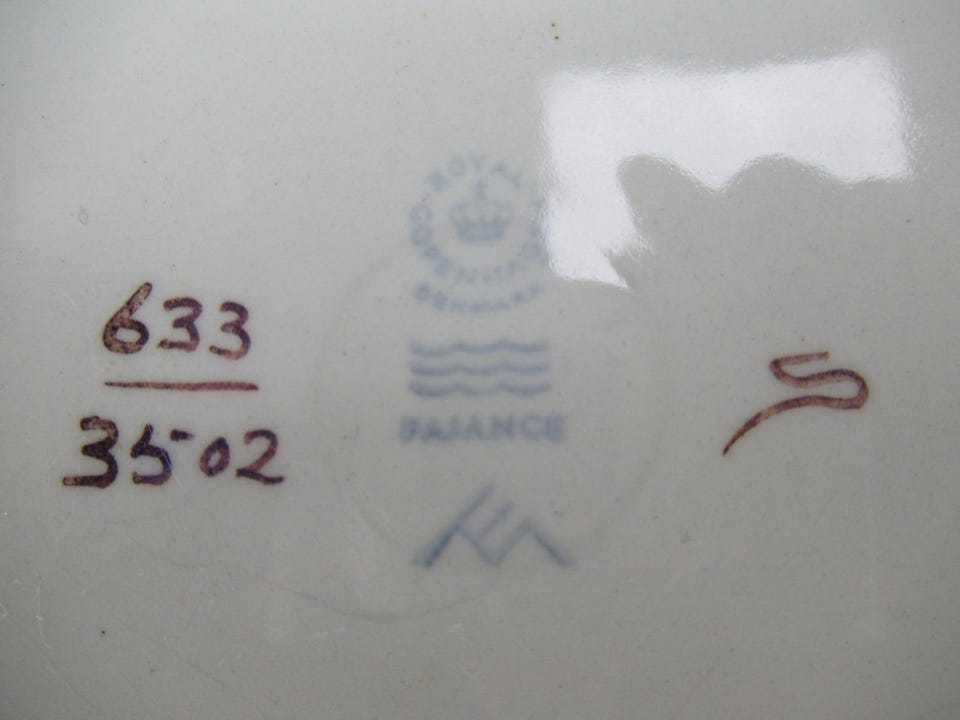 ROYAL
COPENHAGEN
DENMARK
FAJANCE
633
3502